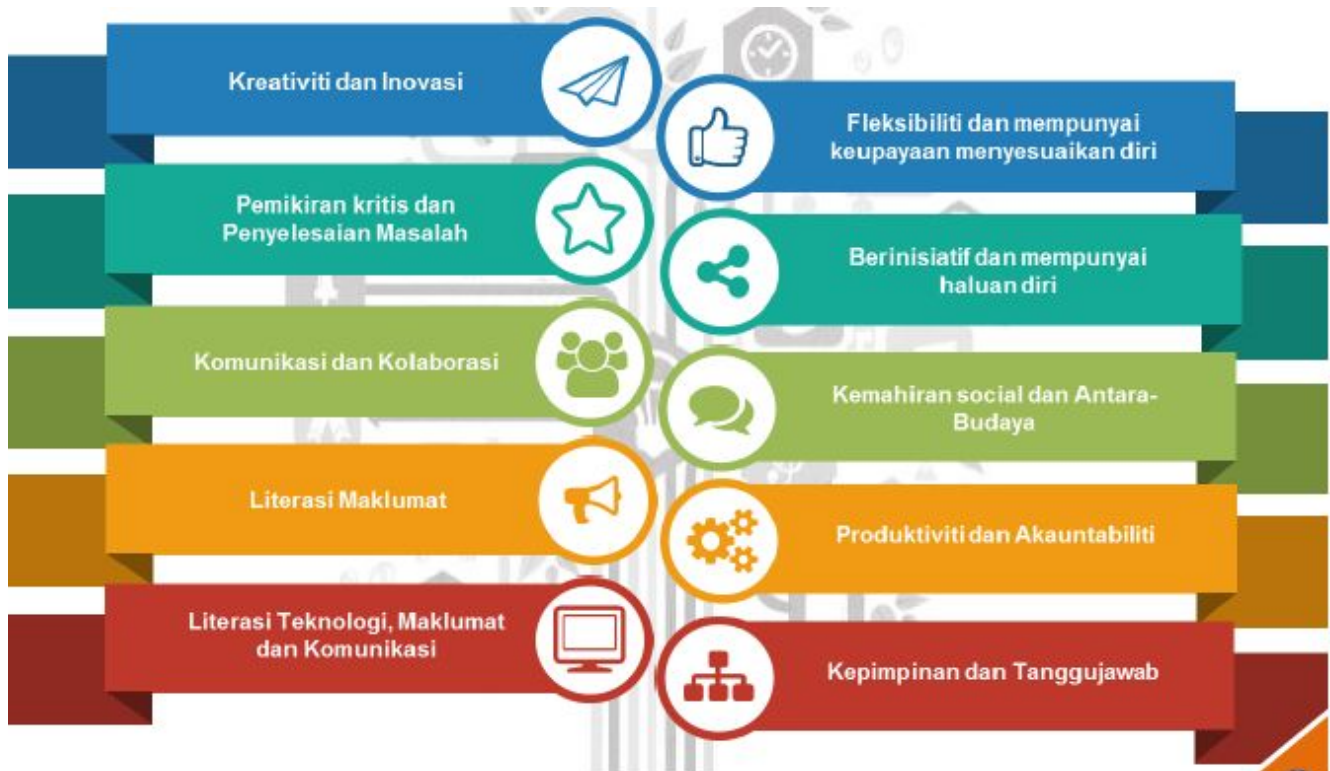 Kreativiti dan Inovasi
Pemikiran kritis dan
Penyelesaian Masalah
Komunikasi dan Kolaborasi
Literasi Maklumat
Literasi Teknologi, Maklumat
dan Komunikasi
Fleksibiliti dan mempunyai
keupayaan menyesuaikan diri
Berinisiatif dan mempunyai
haluan diri
Kemahiran social dan Antara-
Budaya
Produktiviti dan Akauntabiliti
Kepimpinan dan Tanggujawab